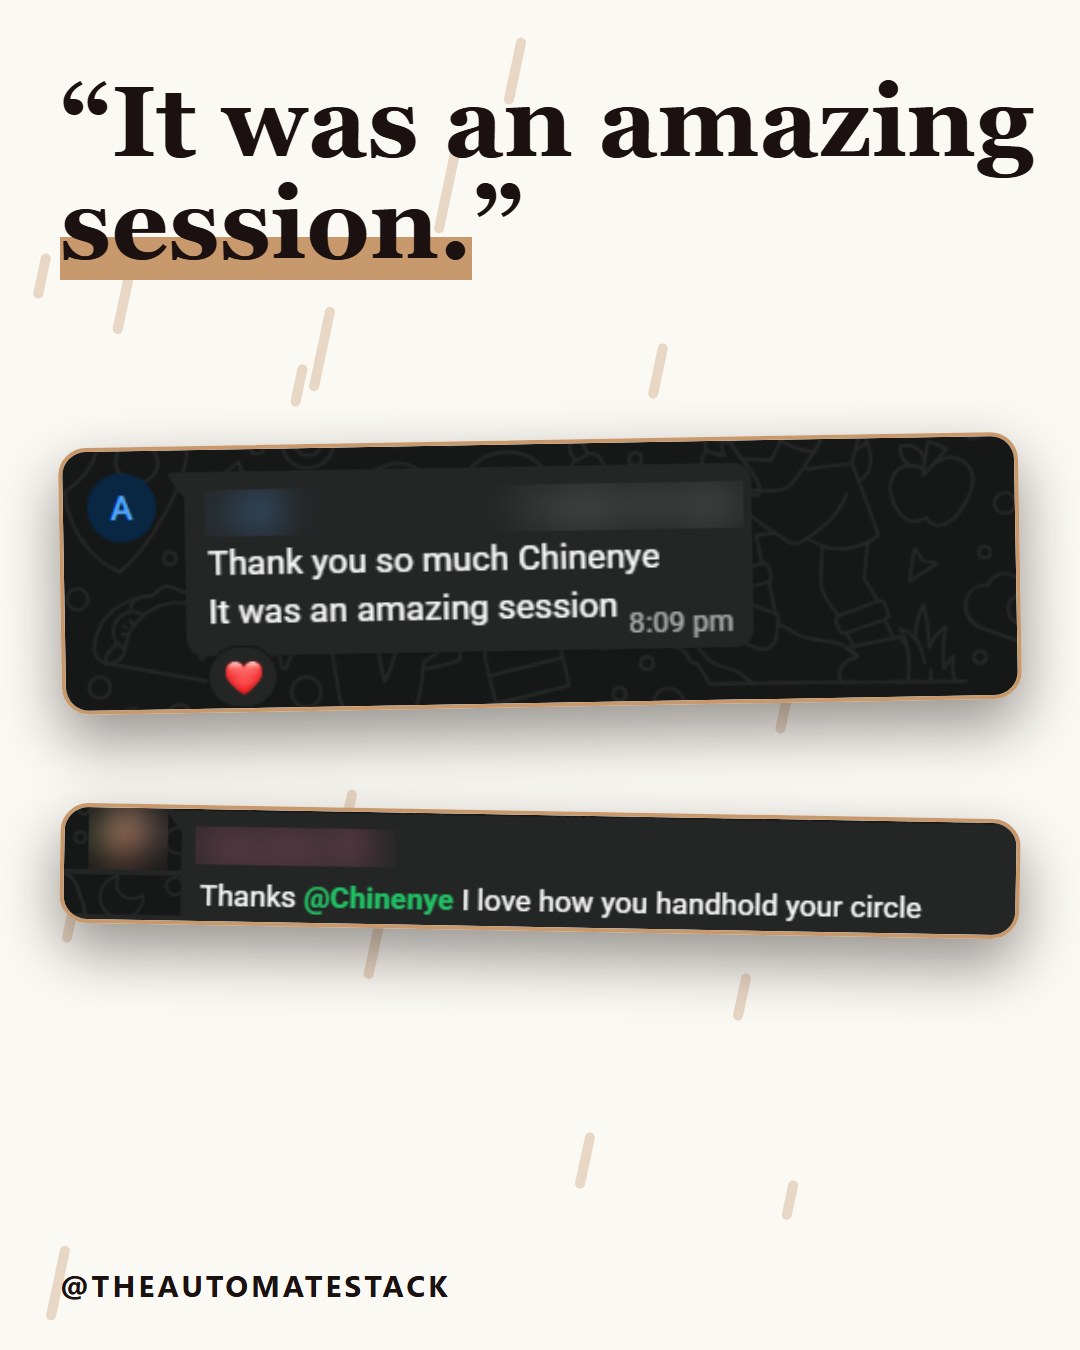 “It was an amazing
session.”
A
Thank you so much Chinenye
It was an amazing session 8:09 pm
Thanks @Chinenye I love how you handhold your circle
@THEAUTOMATESTACK